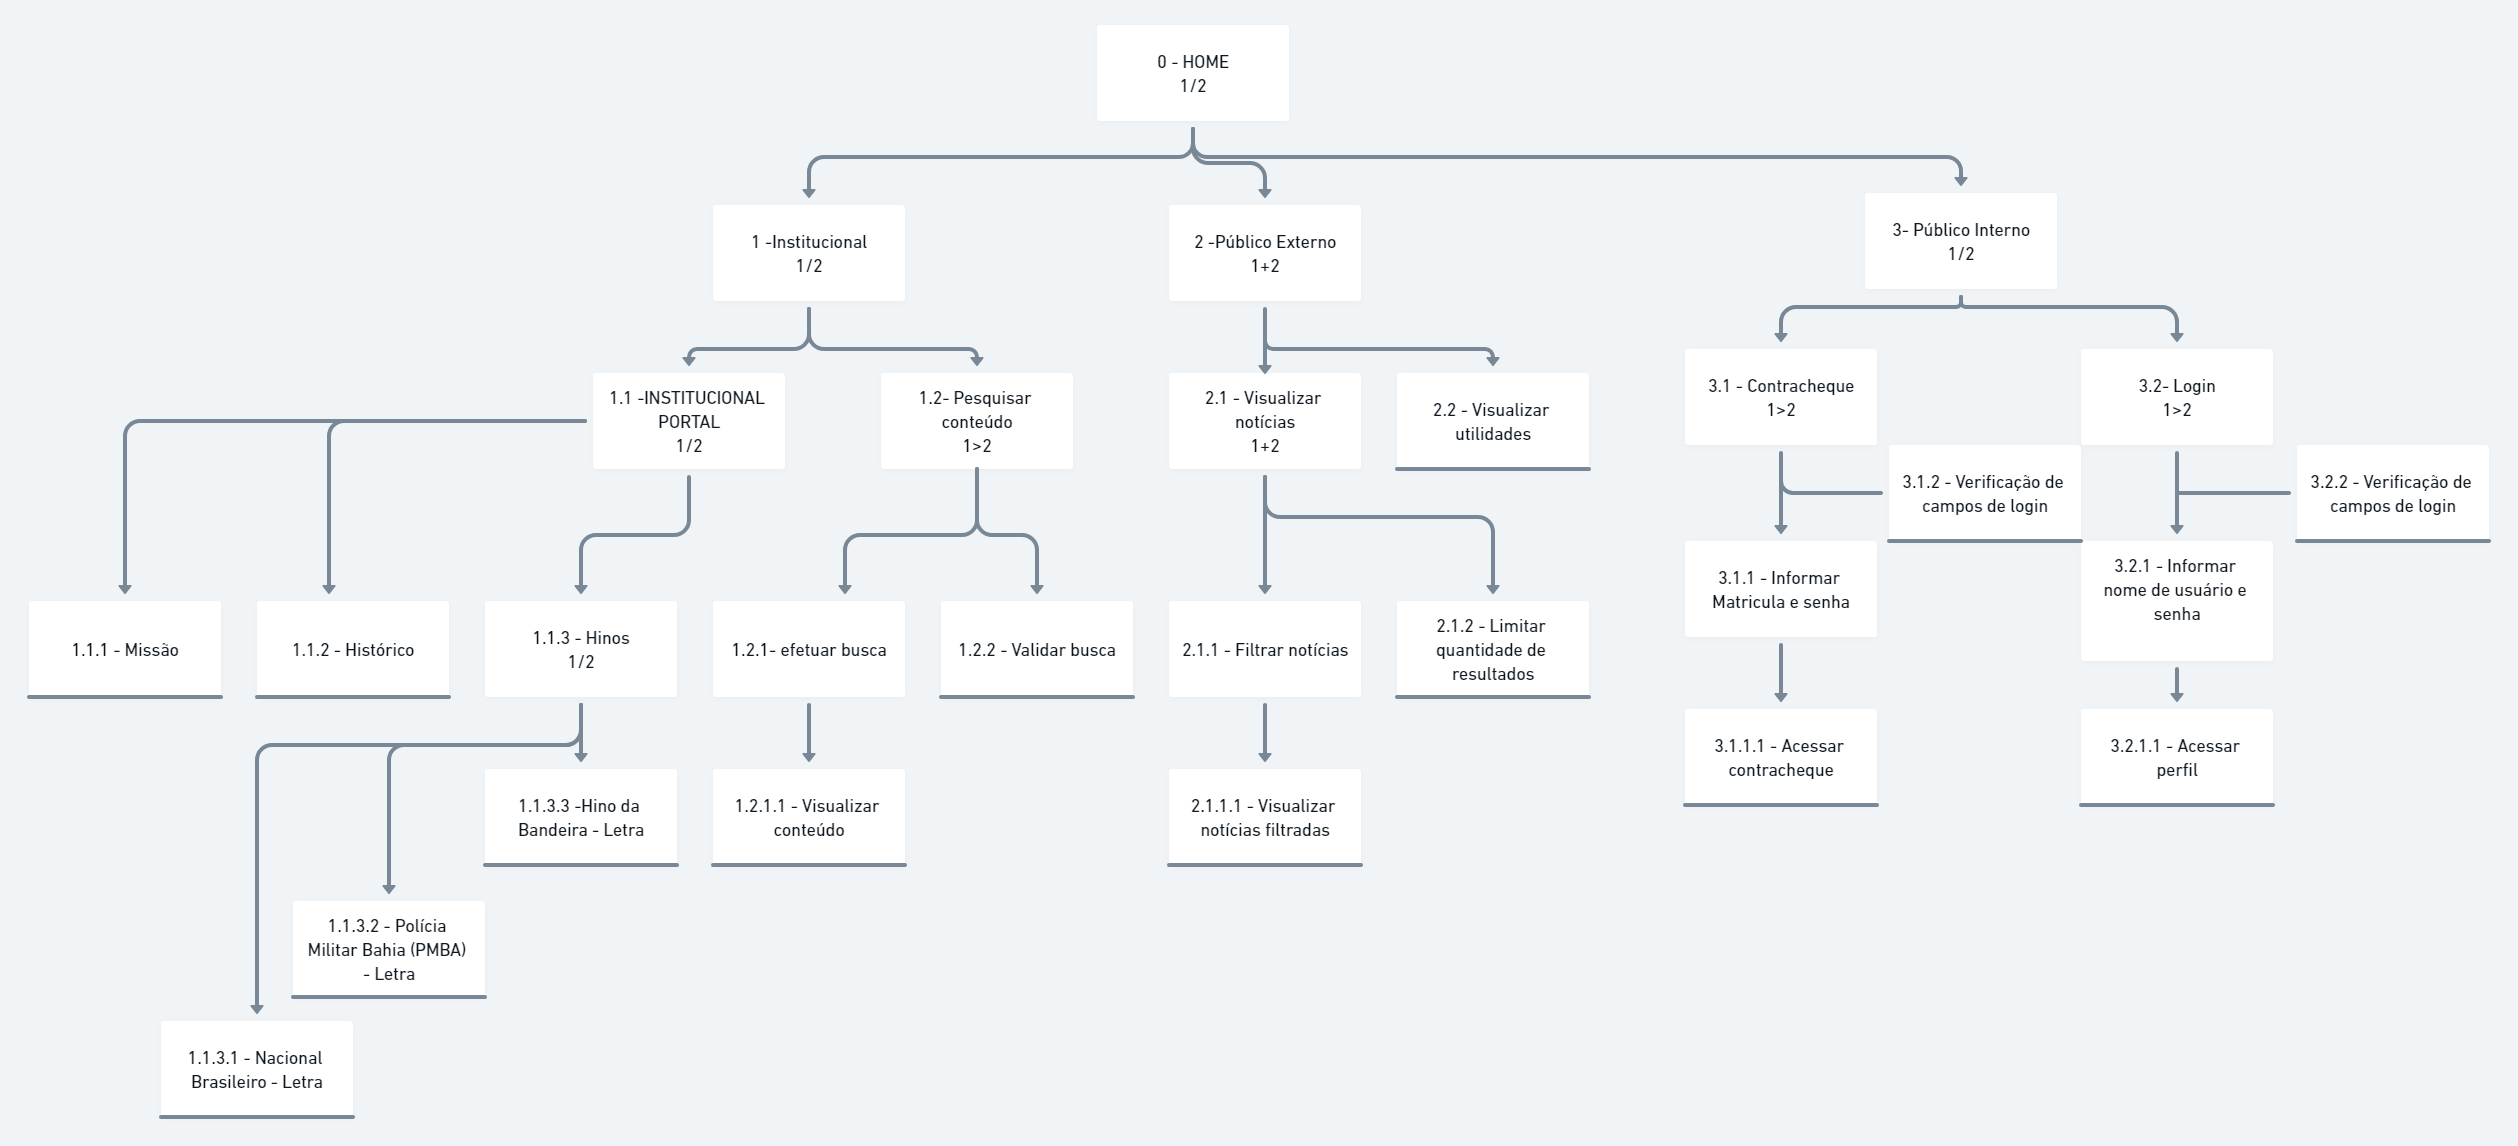 0 - HOME
1/2
1 -Institucional
1/2
2 -Público Externo
1+2
3- Público Interno
1/2
1.1 -INSTITUCIONAL
PORTAL
1/2
1.2- Pesquisar
conteúdo
1>2
2.1 - Visualizar
notícias
1+2
2.2 - Visualizar
utilidades
3.1 - Contracheque
1>2
3.2- Login
1>2
3.1.2 - Verificação de
campos de login
3.2.2 - Verificação de
campos de login
3.1.1 - Informar
Matricula e senha
3.2.1 - Informar
nome de usuário e
senha
1.1.1 - Missão
1.1.2 - Histórico
1.1.3 - Hinos
1/2
1.2.1- efetuar busca
1.2.2 - Validar busca
2.1.1 - Filtrar notícias
2.1.2 - Limitar
quantidade de
resultados
3.1.1.1 - Acessar
contracheque
3.2.1.1 - Acessar
perfil
1.1.3.3 -Hino da
Bandeira - Letra
1.2.1.1 - Visualizar
conteúdo
2.1.1.1 - Visualizar
notícias filtradas
1.1.3.2 - Polícia
Militar Bahia (PMBA)
- Letra
1.1.3.1 - Nacional
Brasileiro - Letra